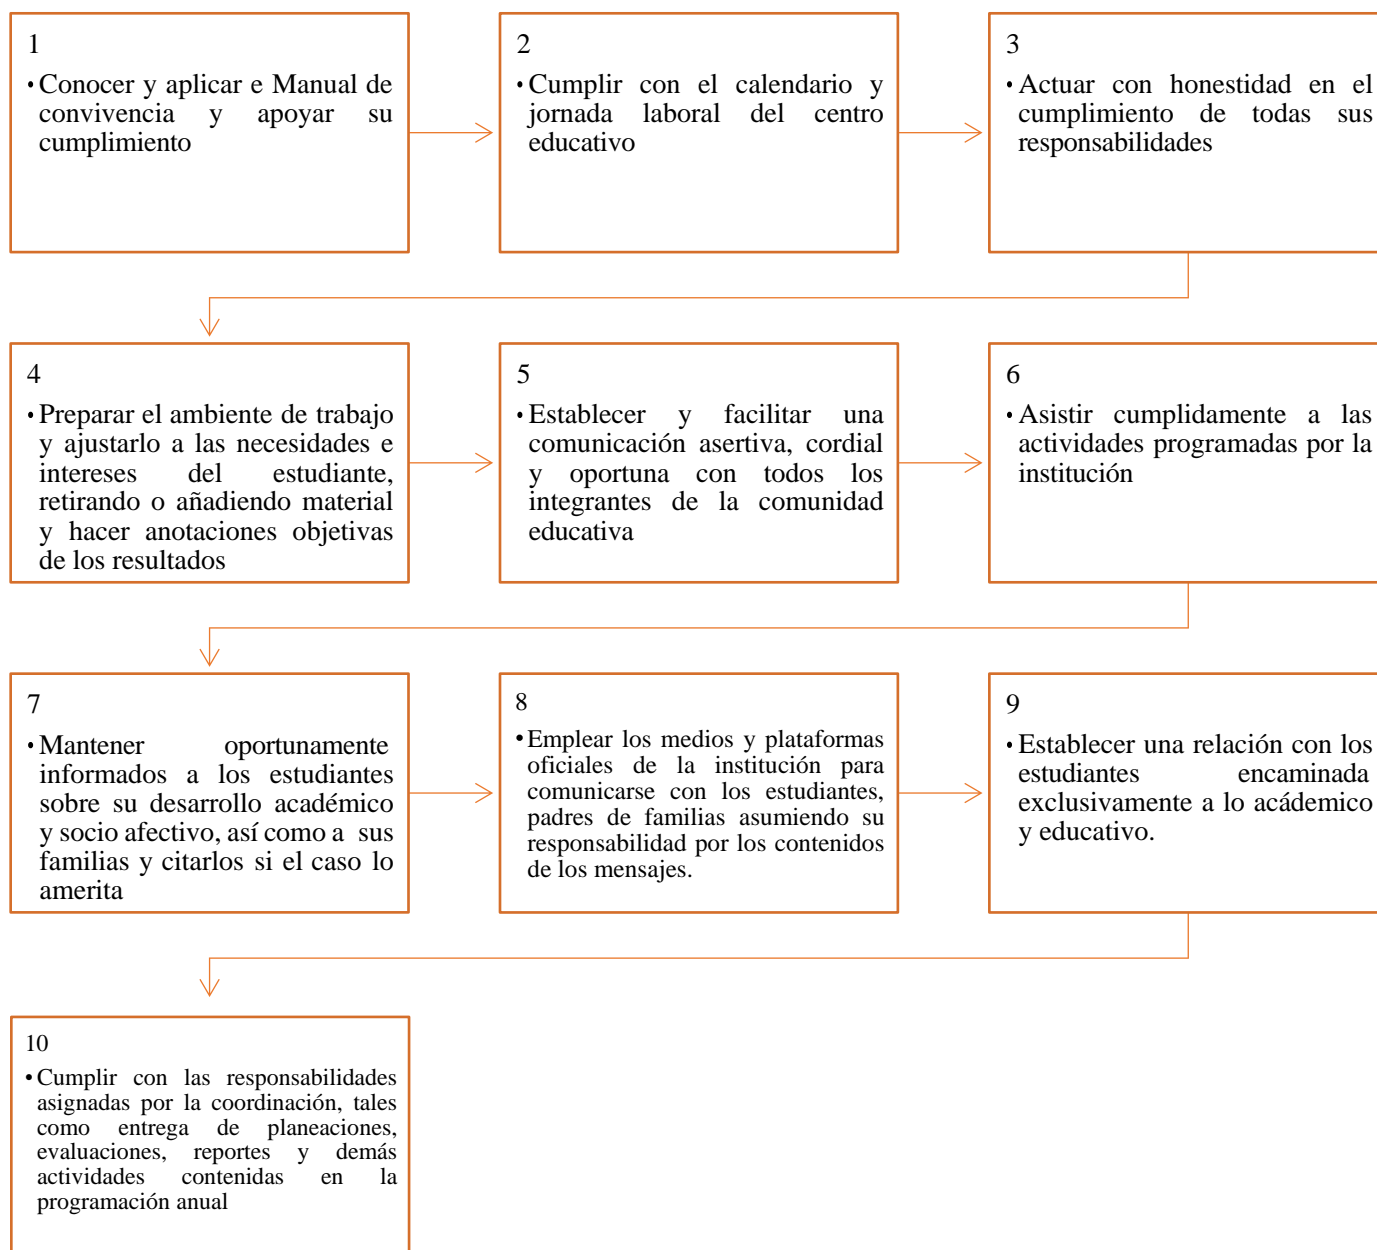 1
• Conocer y aplicar e Manual de
convivencia y apoyar su
cumplimiento
2
• Cumplir con el calendario y
jornada laboral del centro
educativo
3
• Actuar con honestidad en el
cumplimiento de todas sus
responsabilidades
4
• Preparar el ambiente de trabajo
y ajustarlo a las necesidades e
intereses del estudiante,
retirando o añadiendo material
y hacer anotaciones objetivas
de los resultados
5
• Establecer y facilitar una
comunicación asertiva, cordial
y oportuna con todos los
integrantes de la comunidad
educativa
6
• Asistir cumplidamente a las
actividades programadas por la
institución
7
• Mantener oportunamente
informados a los estudiantes
sobre su desarrollo académico
y socio afectivo, así como a sus
familias y citarlos si el caso lo
amerita
8
• Emplear los medios y plataformas
oficiales de la institución para
comunicarse con los estudiantes,
padres de familias asumiendo su
responsabilidad por los contenidos
de los mensajes.
9
• Establecer una relación con los
estudiantes encaminada
exclusivamente a lo acádemico
y educativo.
10
• Cumplir con las responsabilidades
asignadas por la coordinación, tales
como entrega de planeaciones,
evaluaciones, reportes y demás
actividades contenidas en la
programación anual